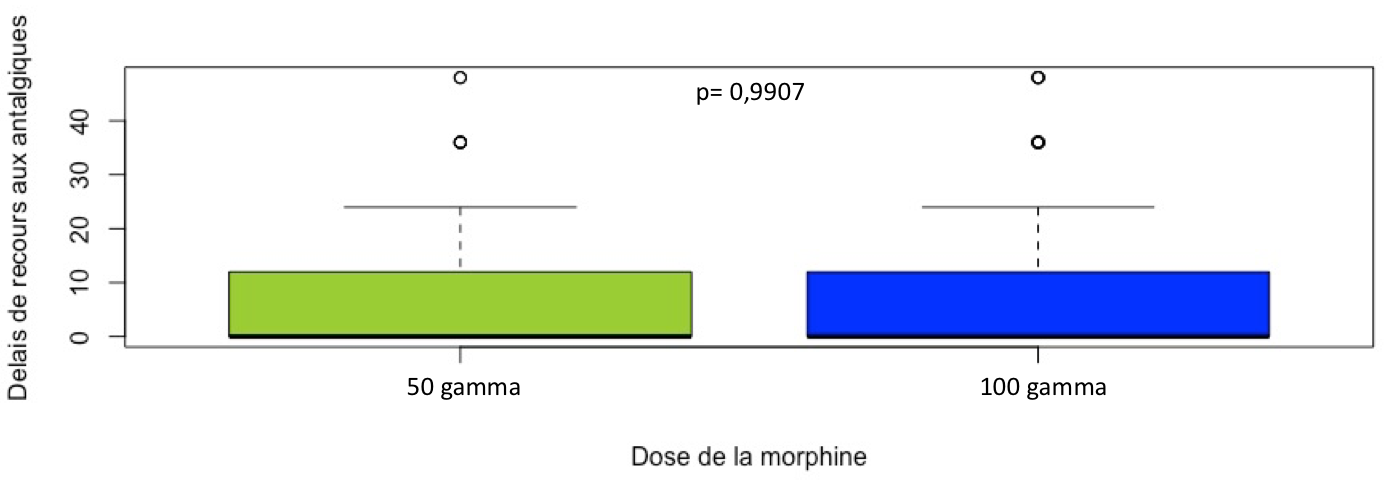 Delais de recours aux antalgiques
p= 0,9907
40
30
20
10
0
50 gamma
100 gamma
Dose de la morphine